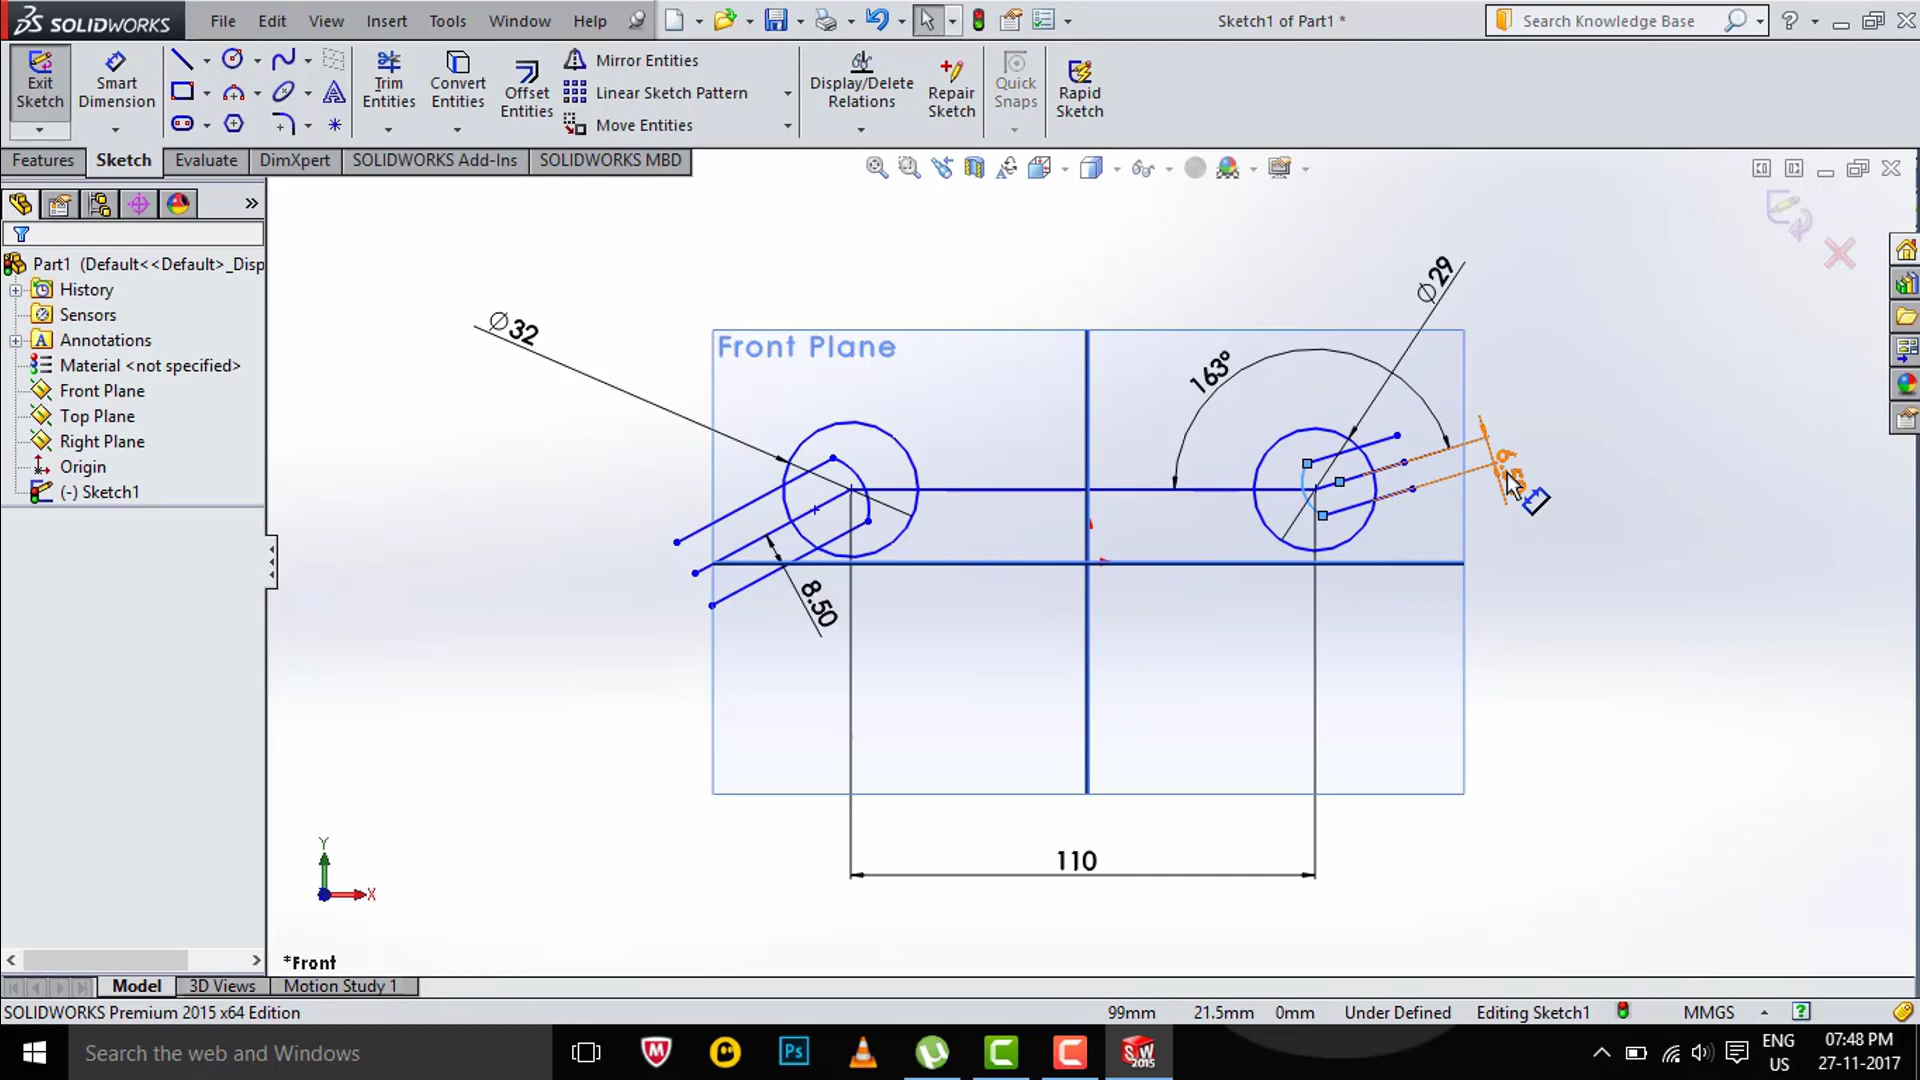 SOLIDWORKS
File Edit View Insert Tools Window Help
Sketch1 of Part1 *
Search Knowledge Base
Exit Sketch
Smart Dimension
Trim Entities
Convert Entities
Offset Entities
Mirror Entities
Linear Sketch Pattern
Move Entities
Display/Delete Relations
Repair Sketch
Quick Snaps
Rapid Sketch
Features Sketch Evaluate DimXpert SOLIDWORKS Add-Ins SOLIDWORKS MBD
Part1 (Default<<Default>_Disp
History
Sensors
Annotations
Material <not specified>
Front Plane
Top Plane
Right Plane
Origin
(-) Sketch1
Front Plane
Ø32
Ø29
163°
8.50
110
Y
X
*Front
Model 3D Views Motion Study 1
SOLIDWORKS Premium 2015 x64 Edition
99mm 21.5mm 0mm Under Defined Editing Sketch1 MMGS
Search the web and Windows
Ps
SW 2015
ENG
US
07:48 PM
27-11-2017